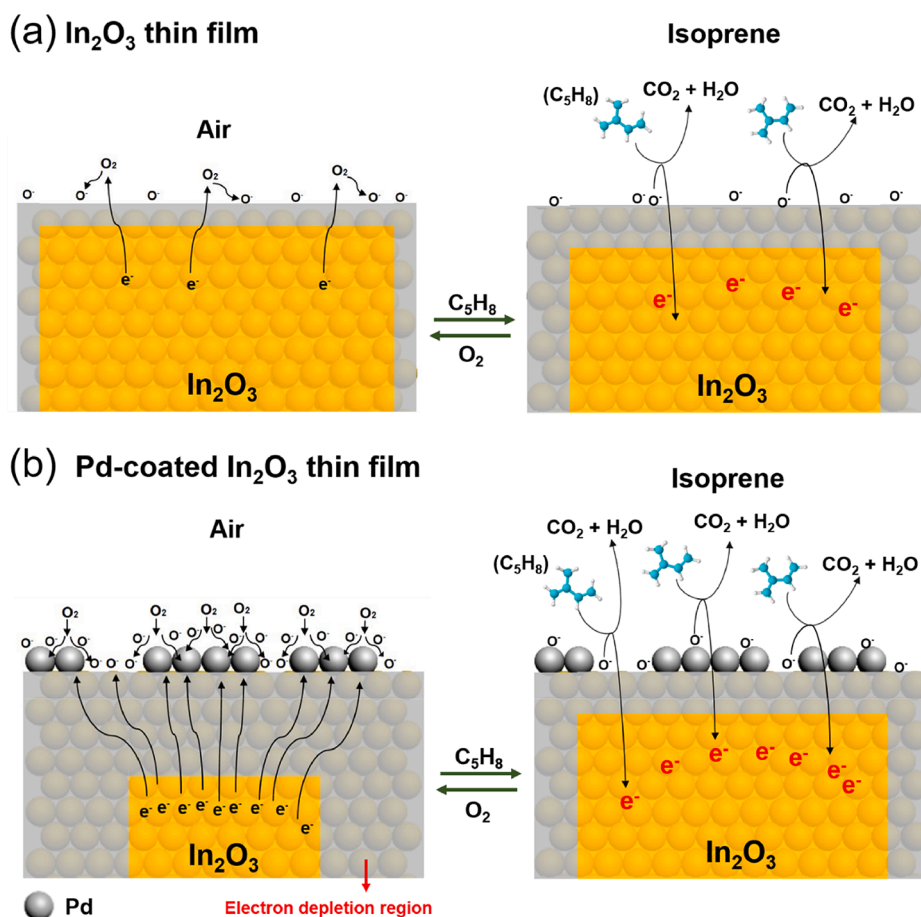 (a) In₂O₃ thin film
Isoprene
Air
(C₅H₈)
CO₂ + H₂O
CO₂ + H₂O
O₂
O₂
O₂
O⁻ O⁻ O⁻ O⁻ O⁻ O⁻ O⁻
O⁻ O⁻ O⁻ O⁻ O⁻
e⁻ e⁻ e⁻
e⁻ e⁻ e⁻ e⁻
C₅H₈
O₂
In₂O₃
In₂O₃
(b) Pd-coated In₂O₃ thin film
Isoprene
Air
CO₂ + H₂O
CO₂ + H₂O
CO₂ + H₂O
(C₅H₈)
O₂ O₂ O₂ O₂ O₂ O₂
O⁻ O⁻ O⁻ O⁻ O⁻ O⁻ O⁻ O⁻
O⁻ O⁻ O⁻ O⁻ O⁻ O⁻
O⁻ O⁻ O⁻ O⁻
O⁻ O⁻ O⁻
e⁻ e⁻ e⁻ e⁻ e⁻ e⁻ e⁻ e⁻ e⁻
e⁻ e⁻ e⁻ e⁻ e⁻ e⁻ e⁻
C₅H₈
O₂
In₂O₃
In₂O₃
Pd
Electron depletion region